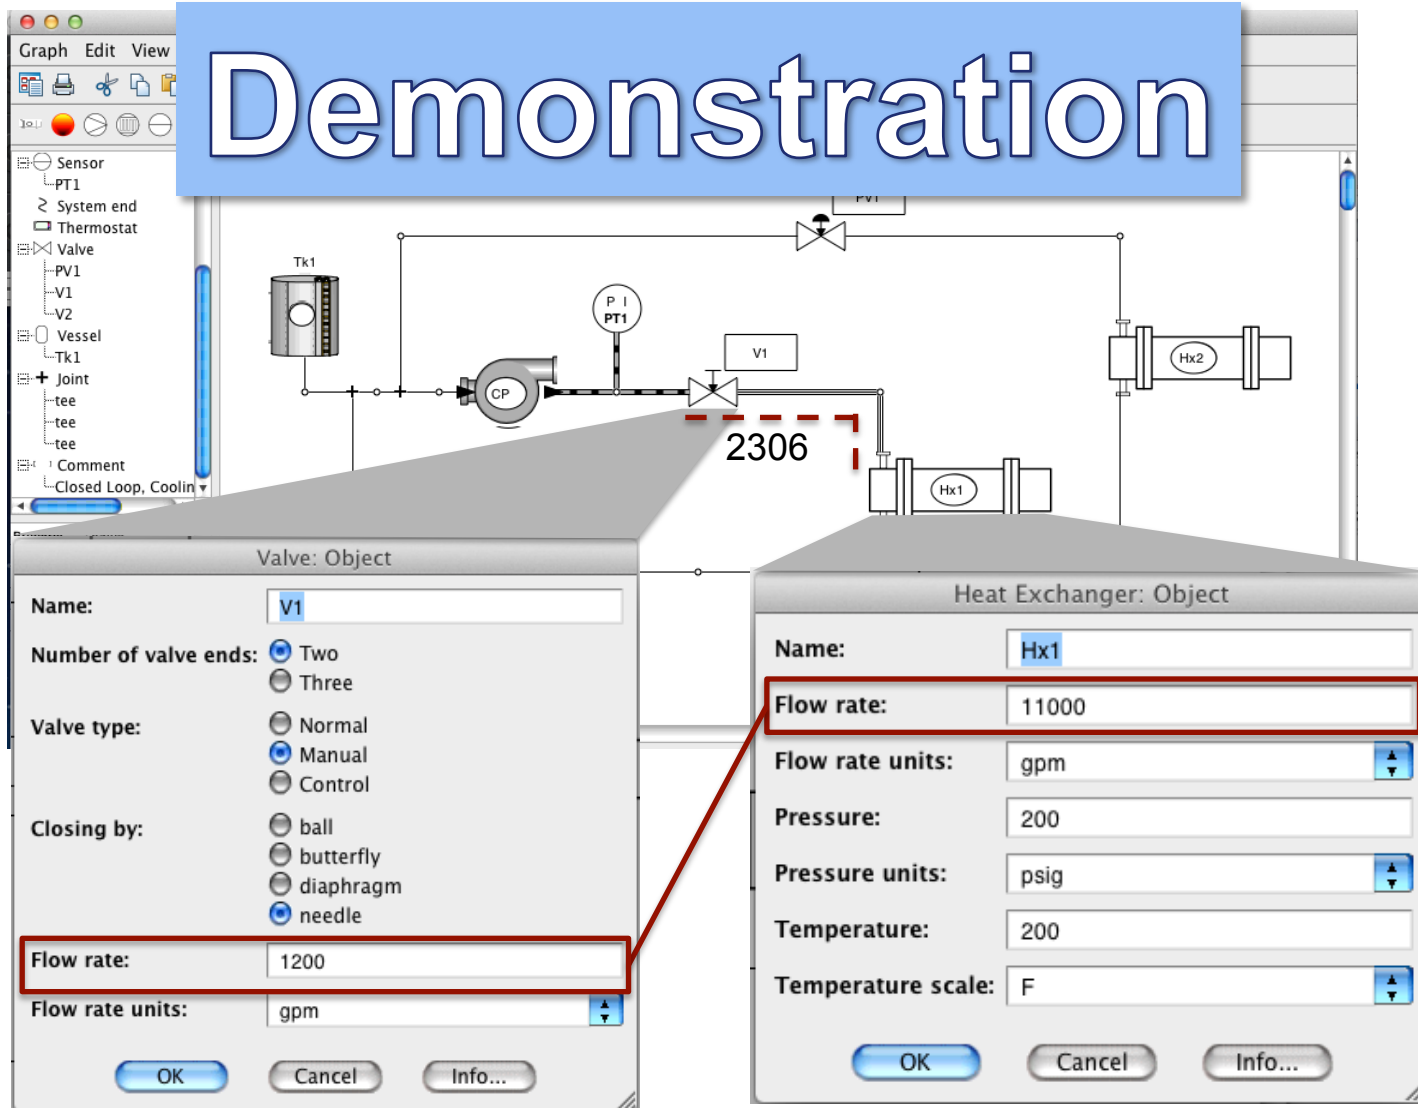 Demonstration
Graph Edit View
Sensor
PT1
System end
Thermostat
Valve
PV1
V1
V2
Vessel
Tk1
Joint
tee
tee
tee
Comment
Closed Loop, Coolin
PV1
Tk1
P I
PT1
V1
CP
Hx2
2306
Hx1
Valve: Object
Name: V1
Number of valve ends: Two
Three
Valve type: Normal
Manual
Control
Closing by: ball
butterfly
diaphragm
needle
Flow rate: 1200
Flow rate units: gpm
OK Cancel Info...
Heat Exchanger: Object
Name: Hx1
Flow rate: 11000
Flow rate units: gpm
Pressure: 200
Pressure units: psig
Temperature: 200
Temperature scale: F
OK Cancel Info...